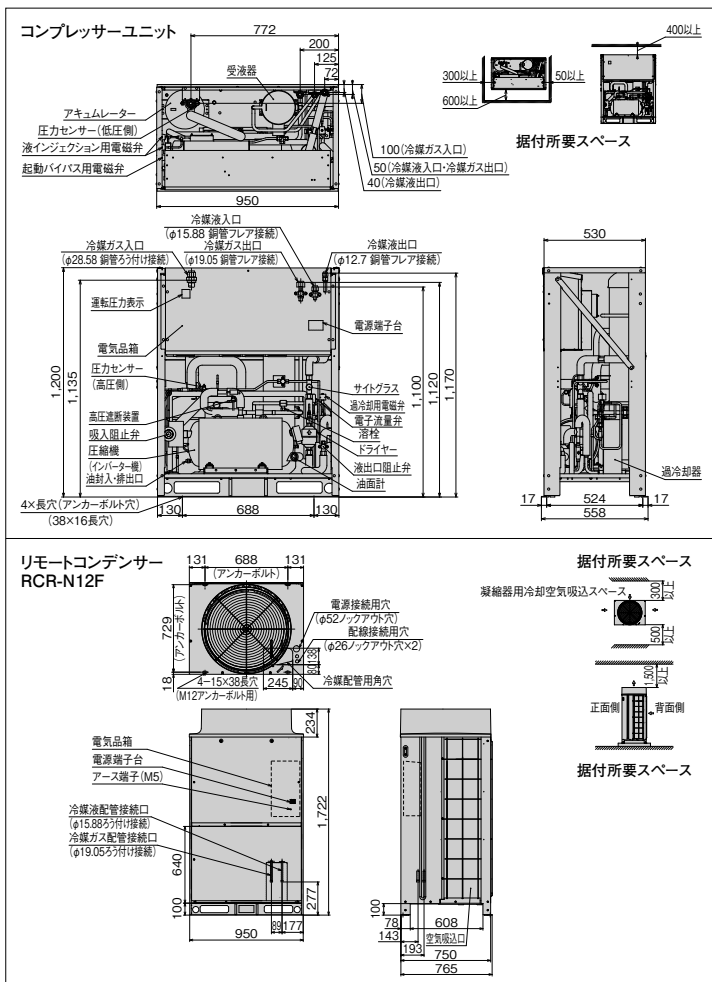 コンプレッサーユニット
772
200
125
72
受液器
アキュムレーター
圧力センサー(低圧側)
液インジェクション用電磁弁
起動バイパス用電磁弁
100(冷媒ガス入口)
50(冷媒液入口・冷媒ガス出口)
40(冷媒液出口)
950
400以上
300以上
50以上
600以上
据付所要スペース
冷媒液入口
(φ15.88 銅管フレア接続)
冷媒ガス入口
(φ28.58 銅管ろう付け接続)
冷媒ガス出口
(φ19.05 銅管フレア接続)
冷媒液出口
(φ12.7 銅管フレア接続)
運転圧力表示
電源端子台
電気品箱
圧力センサー
(高圧側)
高圧遮断装置
吸入阻止弁
圧縮機
(インバーター機)
油封入・排出口
サイトグラス
過冷却用電磁弁
電子流量弁
溶栓
ドライヤー
液出口阻止弁
油面計
4×長穴(アンカーボルト穴)
(38×16長穴)
1,200
1,135
1,100
1,120
1,170
130
688
130
530
過冷却器
17
524
17
558
リモートコンデンサー
RCR-N12F
131
688
131
(アンカーボルト)
729
(アンカーボルト)
18
電源接続用穴
(φ52ノックアウト穴)
配線接続用穴
(φ26ノックアウト穴×2)
138
80
245
90
4-15×38長穴
(M12アンカーボルト用)
冷媒配管用角穴
据付所要スペース
凝縮器用冷却空気吸込スペース
300以上
500以上
1,500以上
正面側
背面側
据付所要スペース
234
電気品箱
電源端子台
アース端子(M5)
冷媒液配管接続口
(φ15.88ろう付け接続)
冷媒ガス配管接続口
(φ19.05ろう付け接続)
1,722
640
100
277
89
177
950
100
78
608
143
空気吸込口
193
750
765